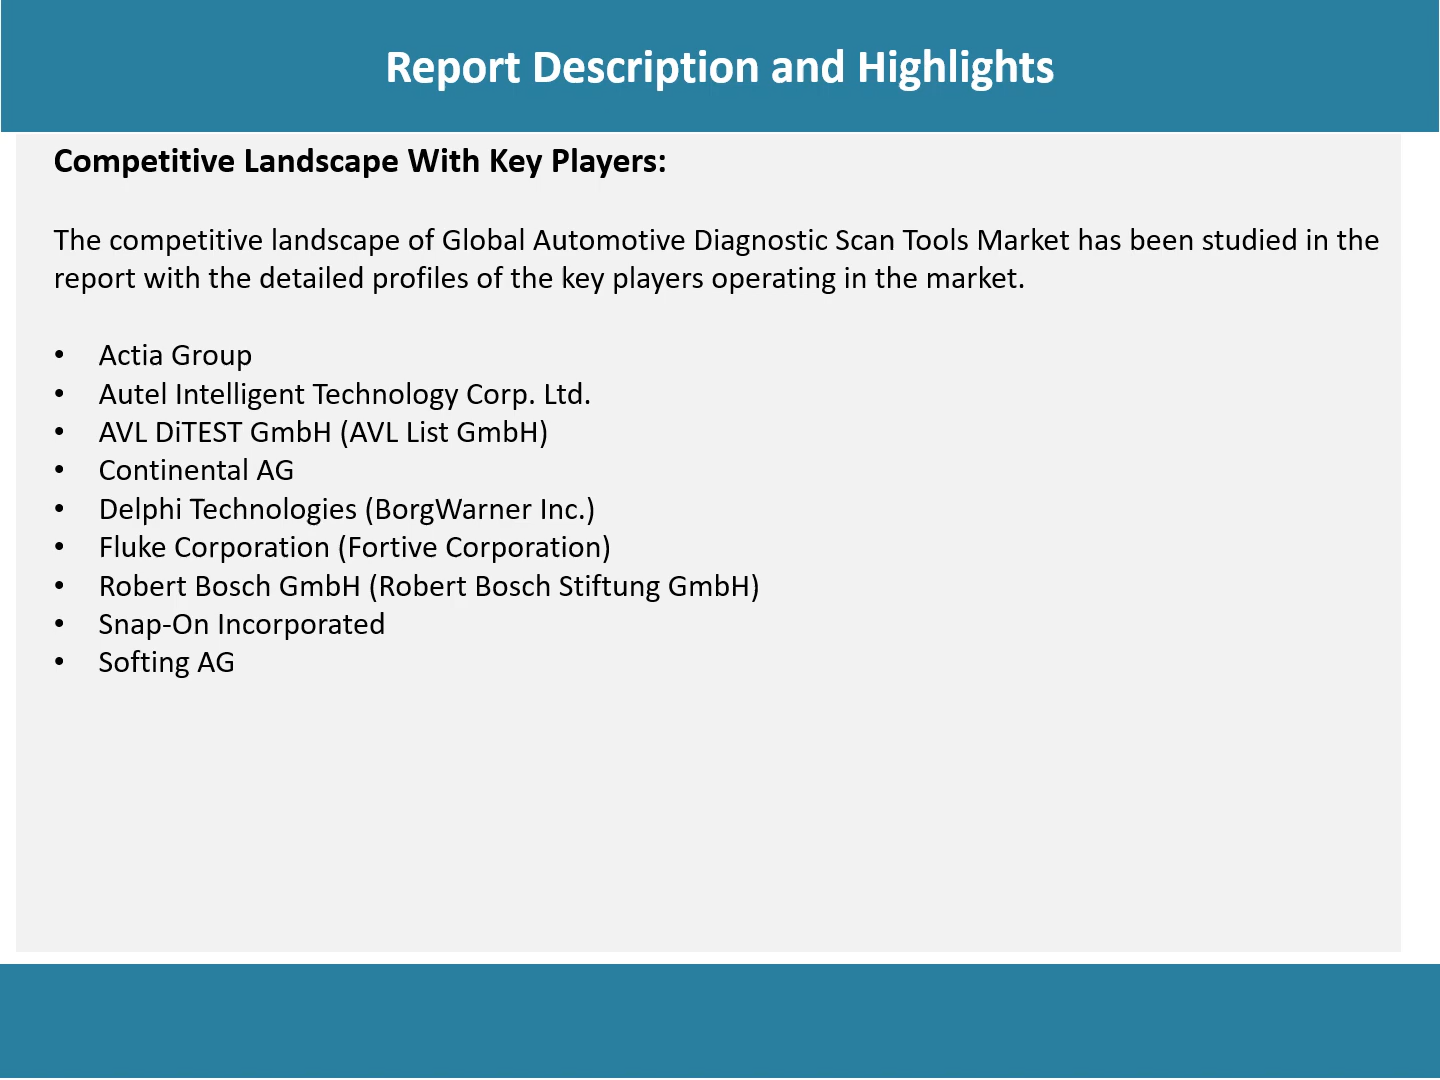 Report Description and Highlights
Competitive Landscape With Key Players:
The competitive landscape of Global Automotive Diagnostic Scan Tools Market has been studied in the
report with the detailed profiles of the key players operating in the market.
• Actia Group
• Autel Intelligent Technology Corp. Ltd.
• AVL DiTEST GmbH (AVL List GmbH)
• Continental AG
• Delphi Technologies (BorgWarner Inc.)
• Fluke Corporation (Fortive Corporation)
• Robert Bosch GmbH (Robert Bosch Stiftung GmbH)
• Snap-On Incorporated
• Softing AG